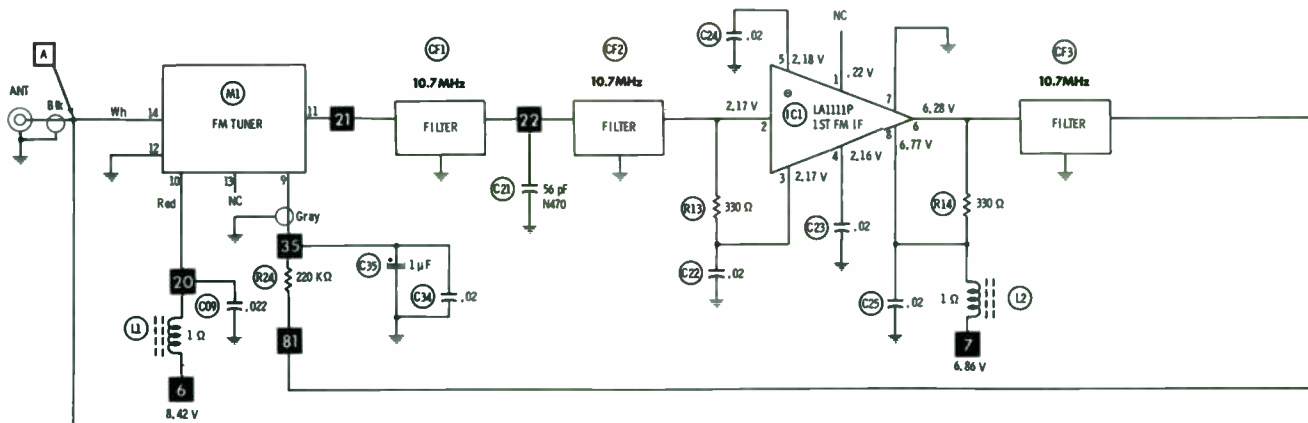 A
ANT
Blk
Wh
14
M1
FM TUNER
11
12
10
13
9
NC
Red
Gray
21
CF1
10.7MHz
FILTER
22
C21
56 pF
N470
CF2
10.7MHz
FILTER
C24
.02
5
2.18 V
NC
1
.22 V
7
2.17 V
2
IC1
LA1111P
1ST FM IF
6.28 V
6
8
6.77 V
4
2.16 V
3
2.17 V
CF3
10.7MHz
FILTER
R13
330 Ω
C22
.02
C23
.02
R14
330 Ω
C25
.02
1 Ω
L2
7
6.86 V
20
C09
.022
L1
1 Ω
6
8.42 V
35
R24
220 KΩ
81
C35
1 µF
C34
.02